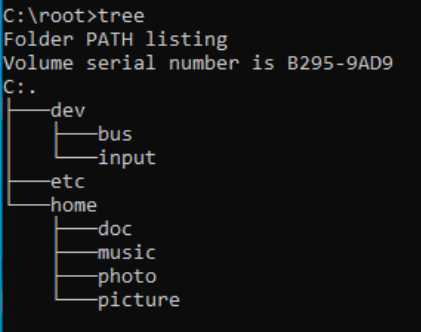 C:\root>tree
Folder PATH listing
Volume serial number is B295-9AD9
C:.
├───dev
│   ├───bus
│   └───input
├───etc
└───home
    ├───doc
    ├───music
    ├───photo
    └───picture